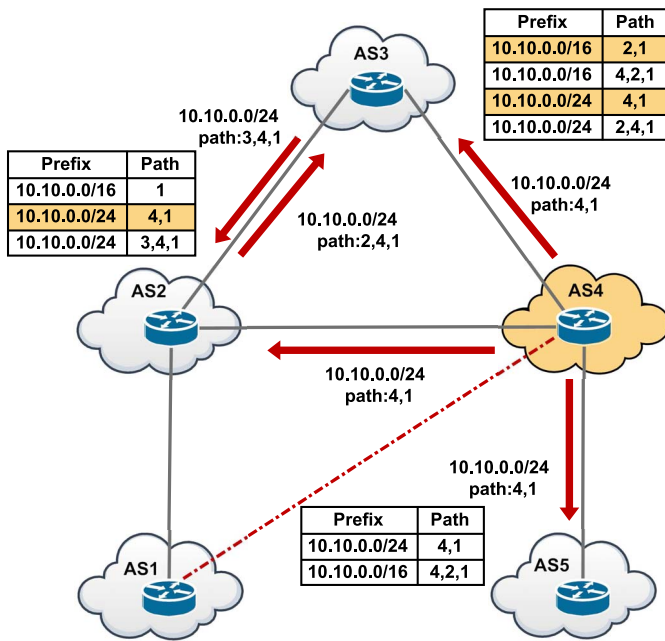 Prefix Path
10.10.0.0/16 2,1
10.10.0.0/16 4,2,1
10.10.0.0/24 4,1
10.10.0.0/24 2,4,1
AS3
10.10.0.0/24
path:3,4,1
Prefix Path
10.10.0.0/16 1
10.10.0.0/24 4,1
10.10.0.0/24 3,4,1
10.10.0.0/24
path:2,4,1
10.10.0.0/24
path:4,1
AS2
AS4
10.10.0.0/24
path:4,1
10.10.0.0/24
path:4,1
Prefix Path
10.10.0.0/24 4,1
10.10.0.0/16 4,2,1
AS1
AS5